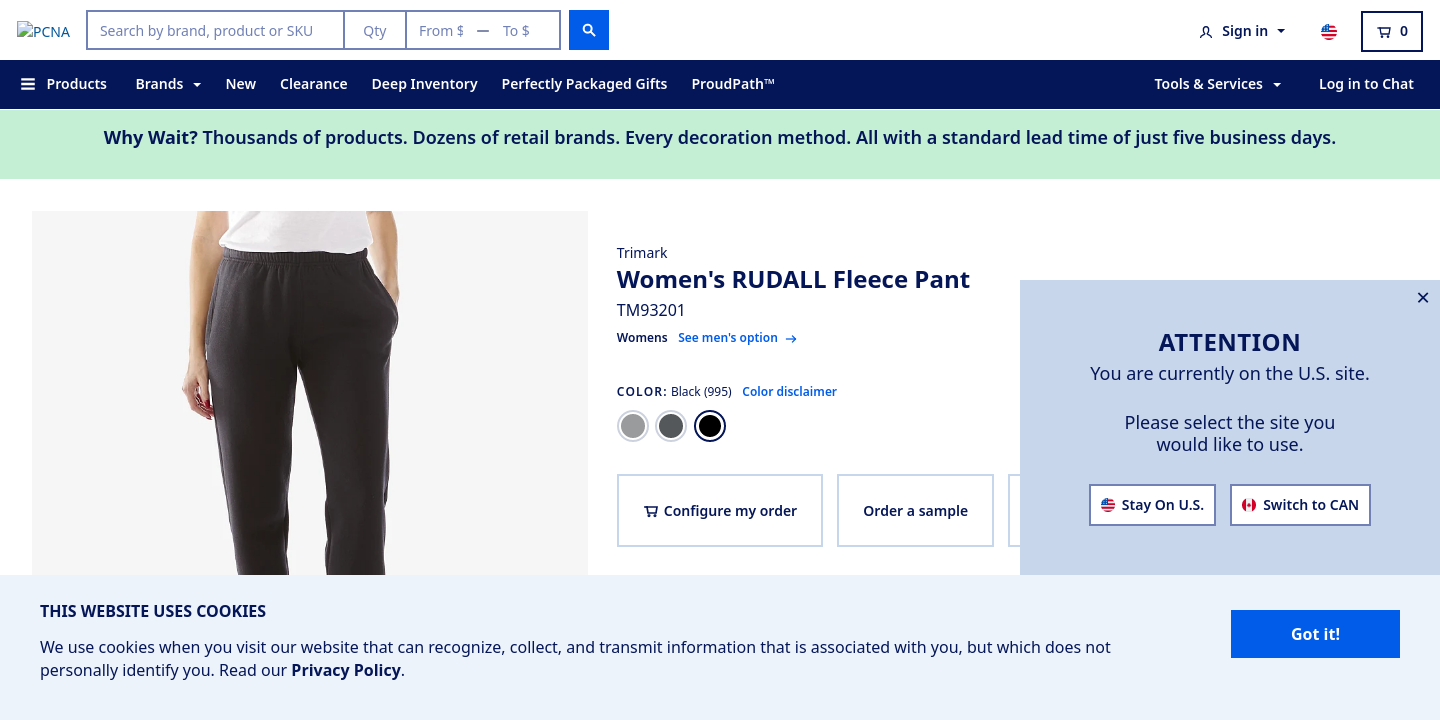 PCNA
Search by brand, product or SKU
Qty
From $
To $
Sign in
0
Products
Brands
New
Clearance
Deep Inventory
Perfectly Packaged Gifts
ProudPath™
Tools & Services
Log in to Chat
Why Wait? Thousands of products. Dozens of retail brands. Every decoration method. All with a standard lead time of just five business days.
Trimark
Women's RUDALL Fleece Pant
TM93201
Womens See men's option
COLOR: Black (995) Color disclaimer
Configure my order
Order a sample
ATTENTION
You are currently on the U.S. site.
Please select the site you
would like to use.
Stay On U.S.
Switch to CAN
THIS WEBSITE USES COOKIES
We use cookies when you visit our website that can recognize, collect, and transmit information that is associated with you, but which does not
personally identify you. Read our Privacy Policy.
Got it!